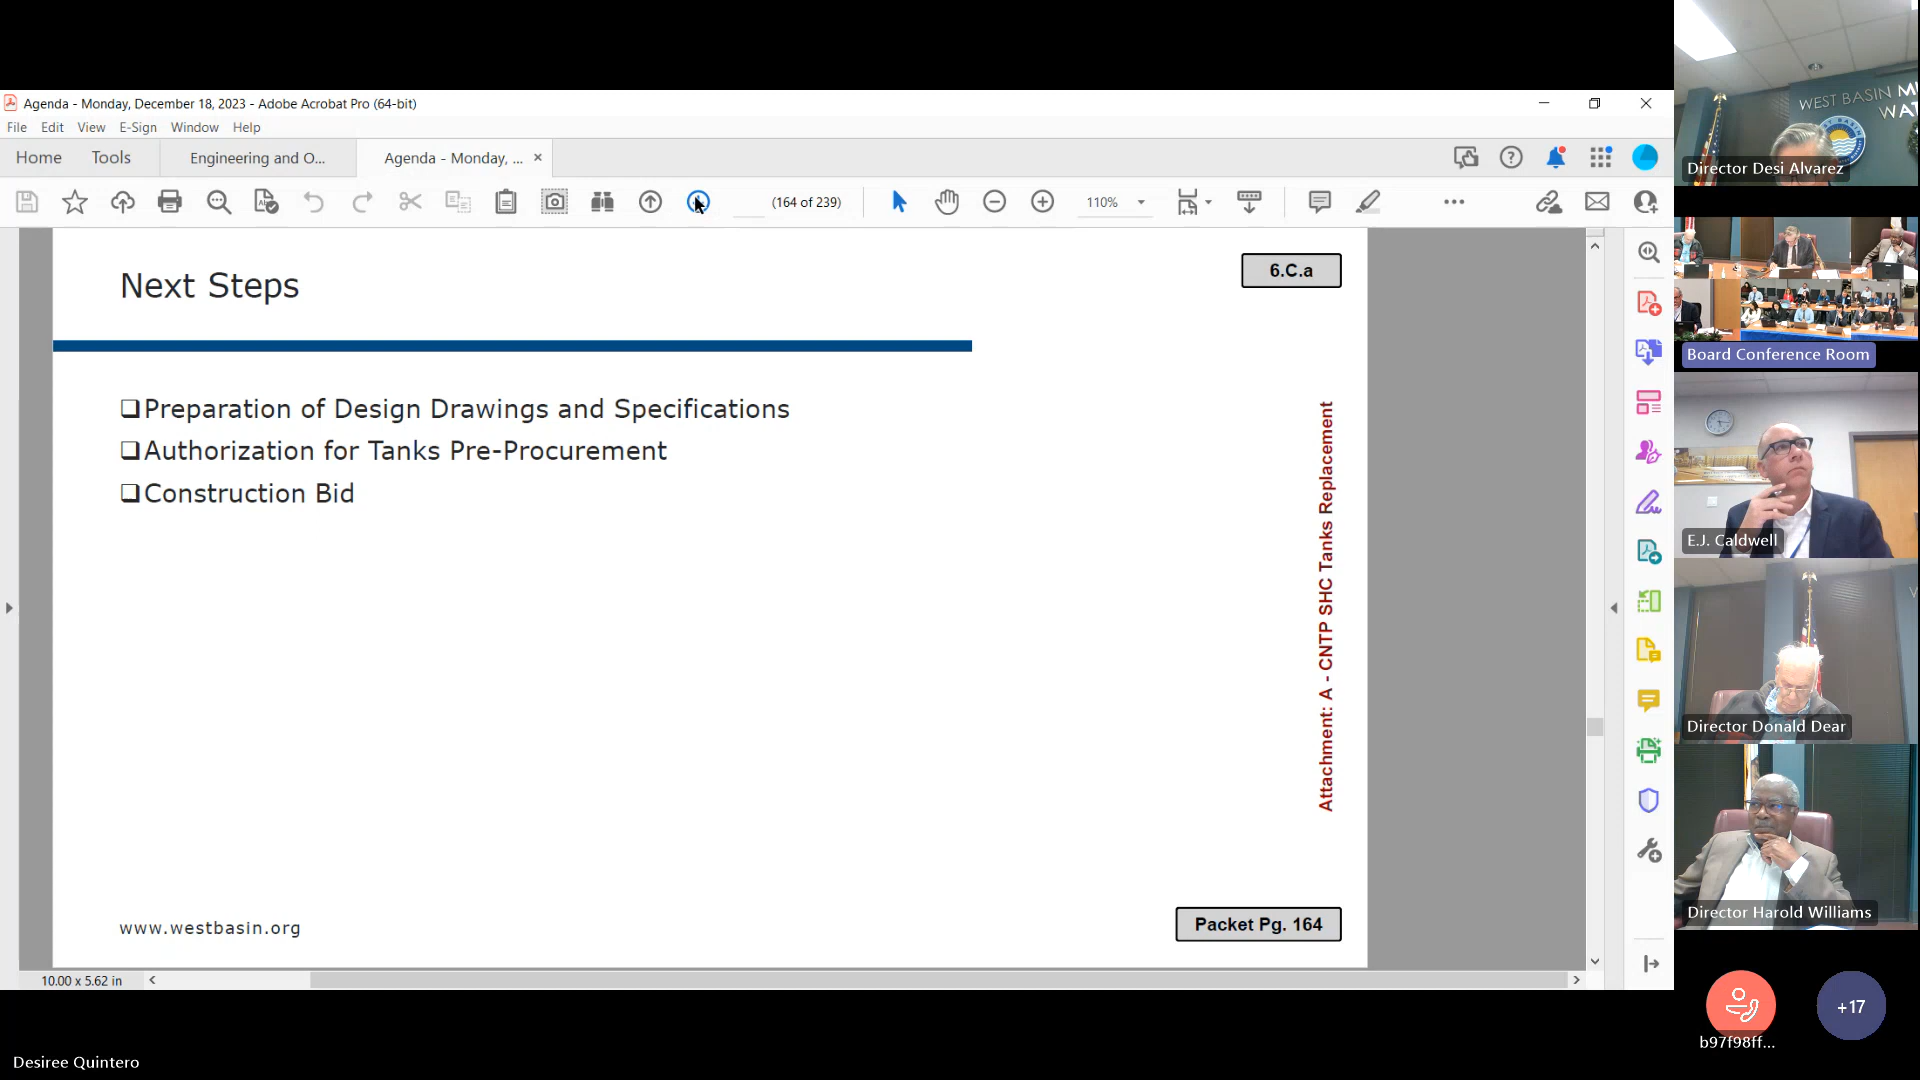 Agenda - Monday, December 18, 2023 - Adobe Acrobat Pro (64-bit)
File Edit View E-Sign Window Help
Home Tools Engineering and O... Agenda - Monday, ...
(164 of 239) 110%
Next Steps
6.C.a
Preparation of Design Drawings and Specifications
Authorization for Tanks Pre-Procurement
Construction Bid
Attachment: A - CNTP SHC Tanks Replacement
www.westbasin.org
Packet Pg. 164
10.00 x 5.62 in
Desiree Quintero
WEST BASIN
Director Desi Alvarez
Board Conference Room
E.J. Caldwell
Director Donald Dear
Director Harold Williams
b97f98ff...
+17